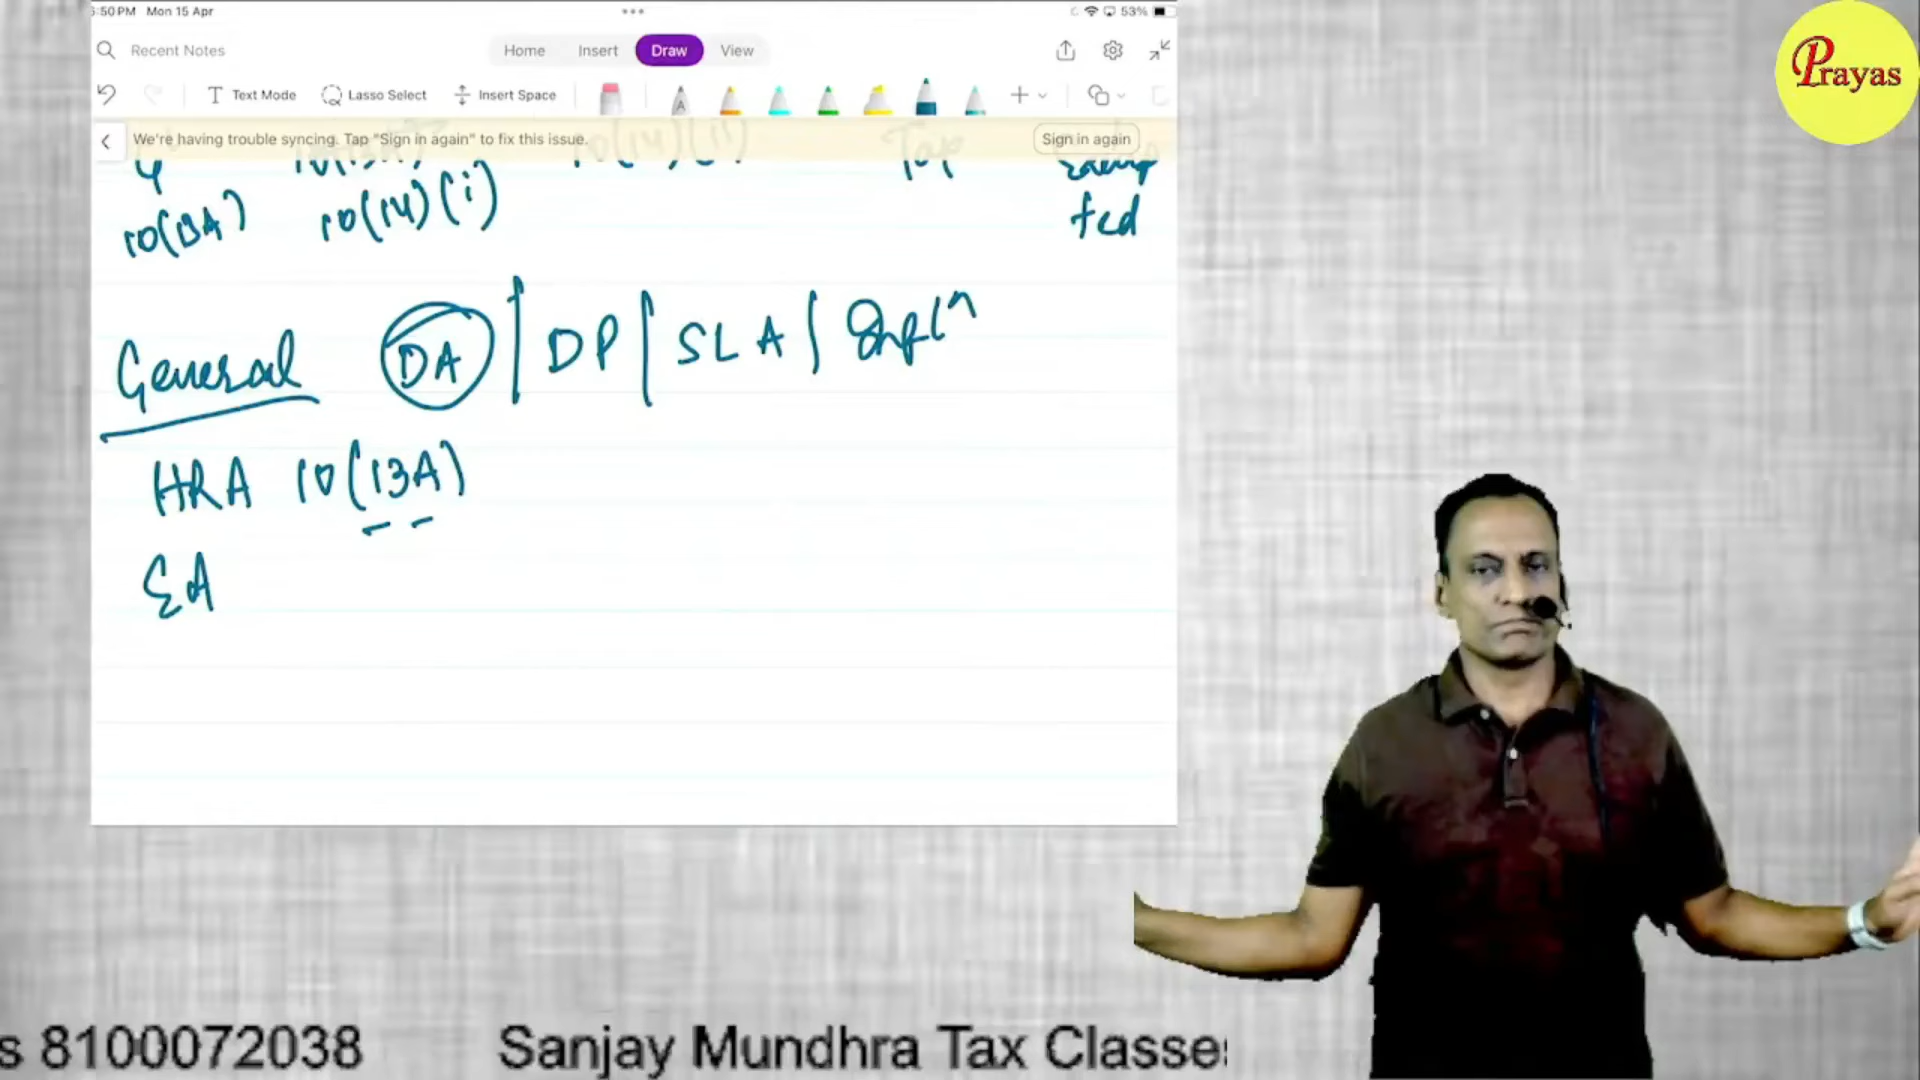 :50 PM Mon 15 Apr 53%
Recent Notes Home Insert Draw View
Text Mode Lasso Select Insert Space A
We're having trouble syncing. Tap "Sign in again" to fix this issue. Sign in again
10(13A) 10(14)(i) ted
General DA | DP | SLA |
HRA 10(13A)
EA
Prayas
s 8100072038 Sanjay Mundhra Tax Classes